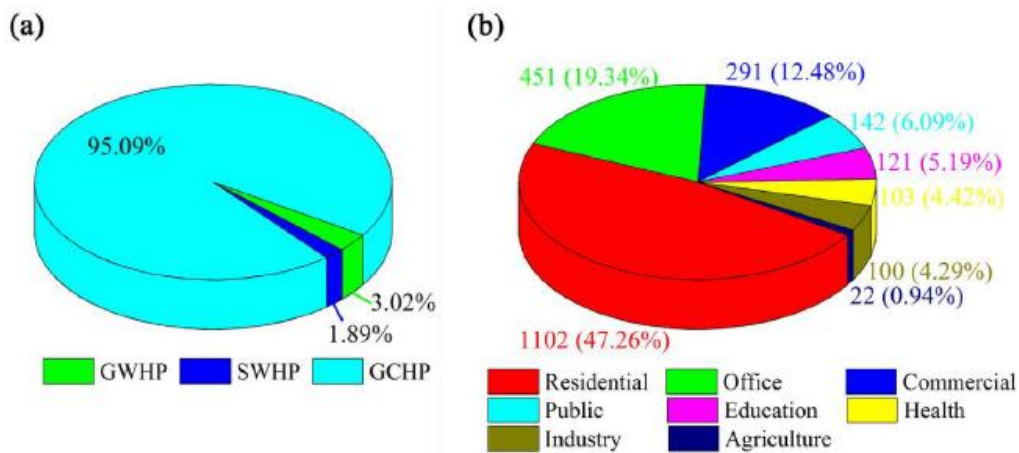 (a)
95.09%
3.02%
1.89%
GWHP SWHP GCHP
(b)
451 (19.34%)
291 (12.48%)
142 (6.09%)
121 (5.19%)
103 (4.42%)
100 (4.29%)
22 (0.94%)
1102 (47.26%)
Residential Office Commercial
Public Education Health
Industry Agriculture